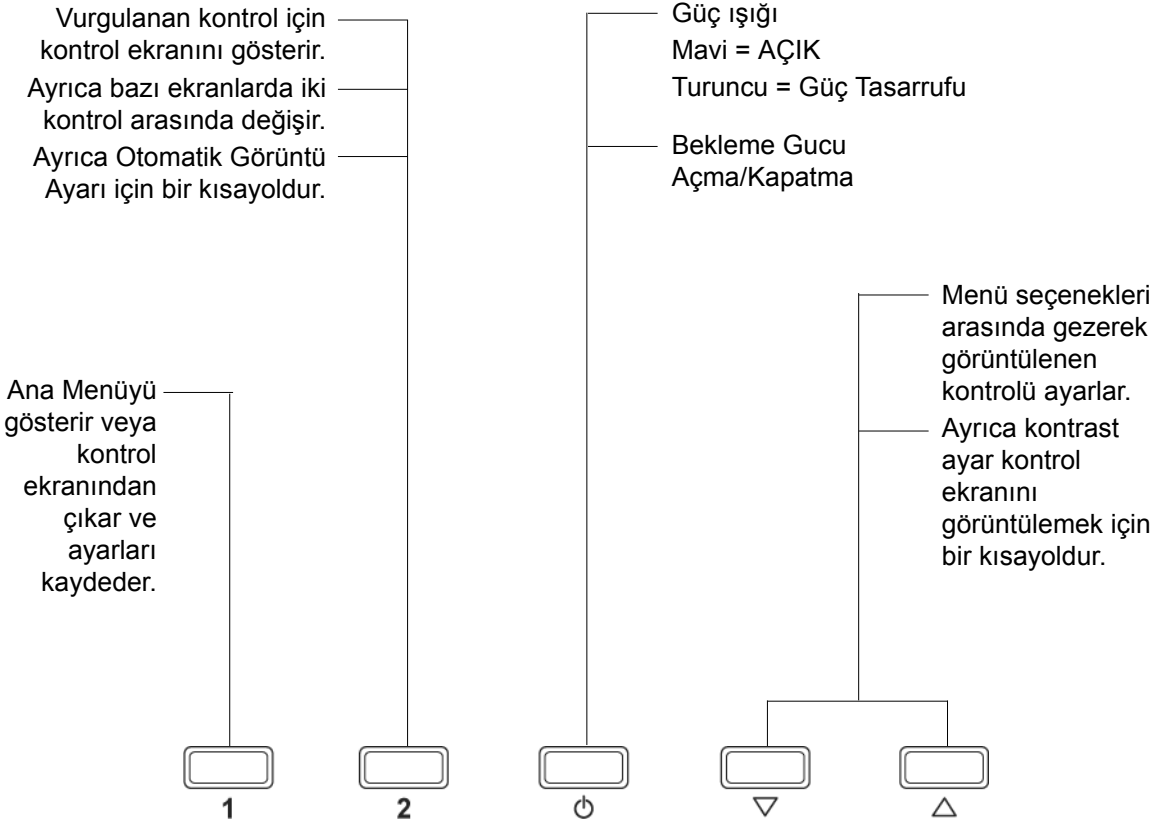 Vurgulanan kontrol için
kontrol ekranını gösterir.
Ayrıca bazı ekranlarda iki
kontrol arasında değişir.
Ayrıca Otomatik Görüntü
Ayarı için bir kısayoldur.
Güç ışığı
Mavi = AÇIK
Turuncu = Güç Tasarrufu
Bekleme Gucu
Açma/Kapatma
Menü seçenekleri
arasında gezerek
görüntülenen
kontrolü ayarlar.
Ayrıca kontrast
ayar kontrol
ekranını
görüntülemek için
bir kısayoldur.
Ana Menüyü
gösterir veya
kontrol
ekranından
çıkar ve
ayarları
kaydeder.
1
2